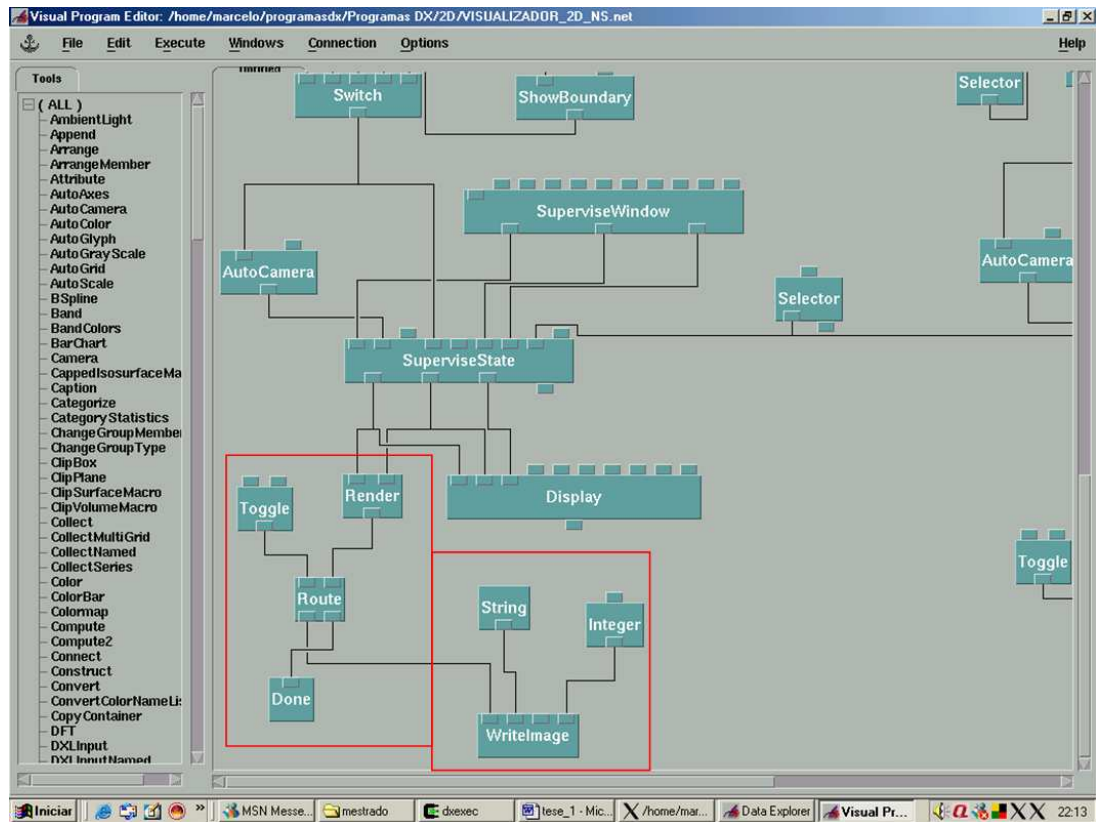 Visual Program Editor: /home/marcelo/programasdx/Programas DX/2D/VISUALIZADOR_2D_NS.net
File Edit Execute Windows Connection Options Help
Tools
Untitled
( ALL )
AmbientLight
Append
Arrange
ArrangeMember
Attribute
AutoAxes
AutoCamera
AutoColor
AutoGlyph
AutoGrayScale
AutoGrid
AutoScale
BSpline
Band
BandColors
BarChart
Camera
CappedIsosurfaceMa
Caption
Categorize
CategoryStatistics
ChangeGroupMember
ChangeGroupType
ClipBox
ClipPlane
ClipSurfaceMacro
ClipVolumeMacro
Collect
CollectMultiGrid
CollectNamed
CollectSeries
Color
ColorBar
Colormap
Compute
Compute2
Connect
Construct
Convert
ConvertColorNameLi
CopyContainer
DFT
DXLInput
DXLInputNamed
Switch
ShowBoundary
Selector
SuperviseWindow
AutoCamera
AutoCamera
Selector
SuperviseState
Toggle
Render
Display
Toggle
Route
String
Integer
Done
WriteImage
Iniciar
»
MSN Messe...
mestrado
dxexec
tese_1 - Mic...
/home/mar...
Data Explorer
Visual Pr...
22:13